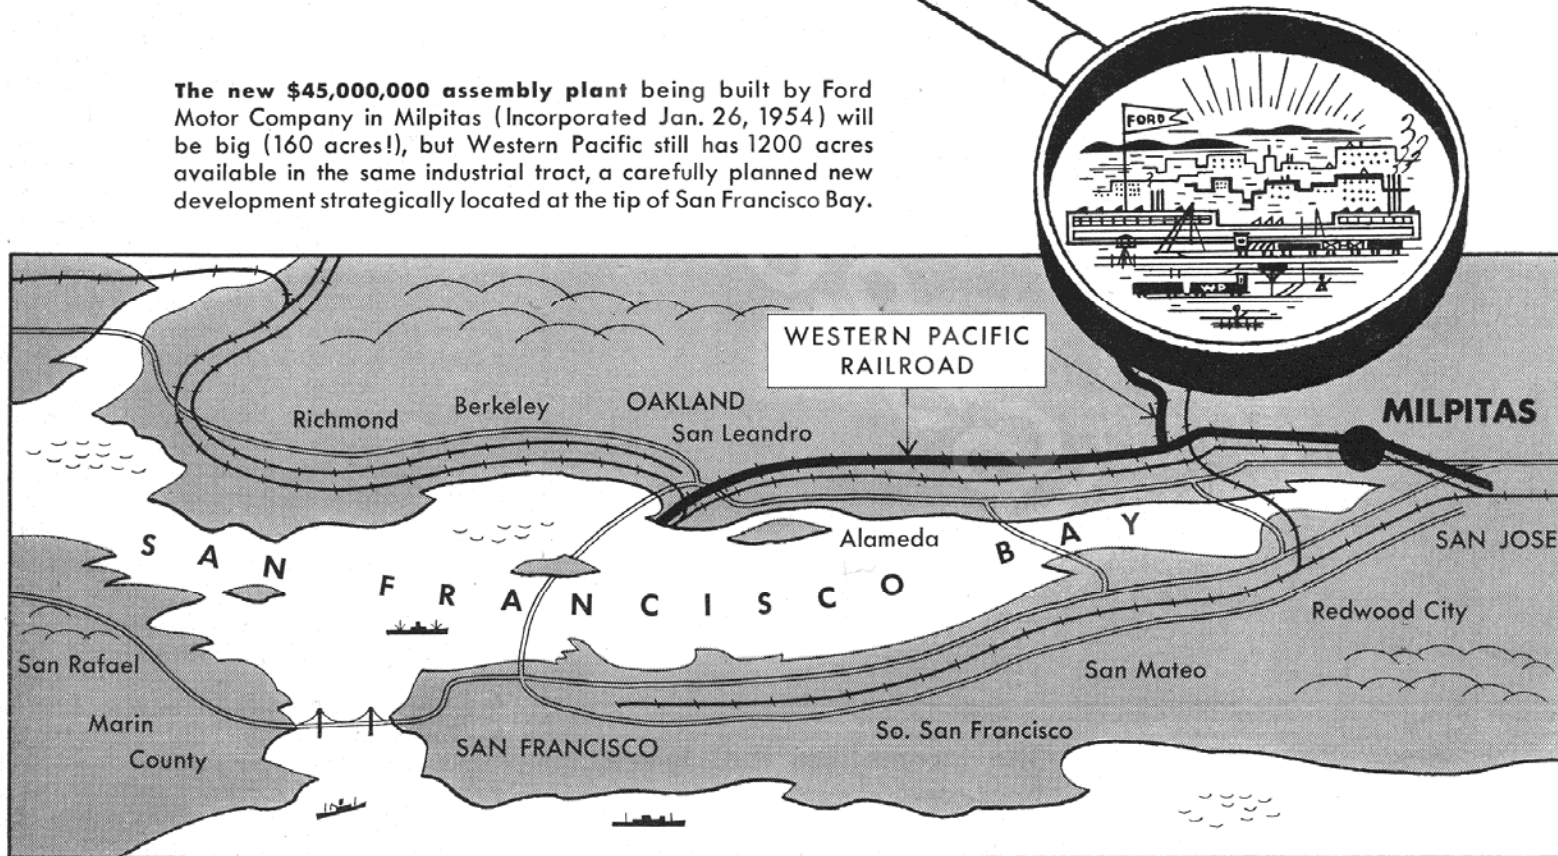 The new $45,000,000 assembly plant being built by Ford
Motor Company in Milpitas (Incorporated Jan. 26, 1954) will
be big (160 acres!), but Western Pacific still has 1200 acres
available in the same industrial tract, a carefully planned new
development strategically located at the tip of San Francisco Bay.
FORD
WP
WESTERN PACIFIC
RAILROAD
MILPITAS
Richmond
Berkeley
OAKLAND
San Leandro
Alameda
SAN FRANCISCO BAY
SAN JOSE
Redwood City
San Mateo
So. San Francisco
SAN FRANCISCO
San Rafael
Marin
County